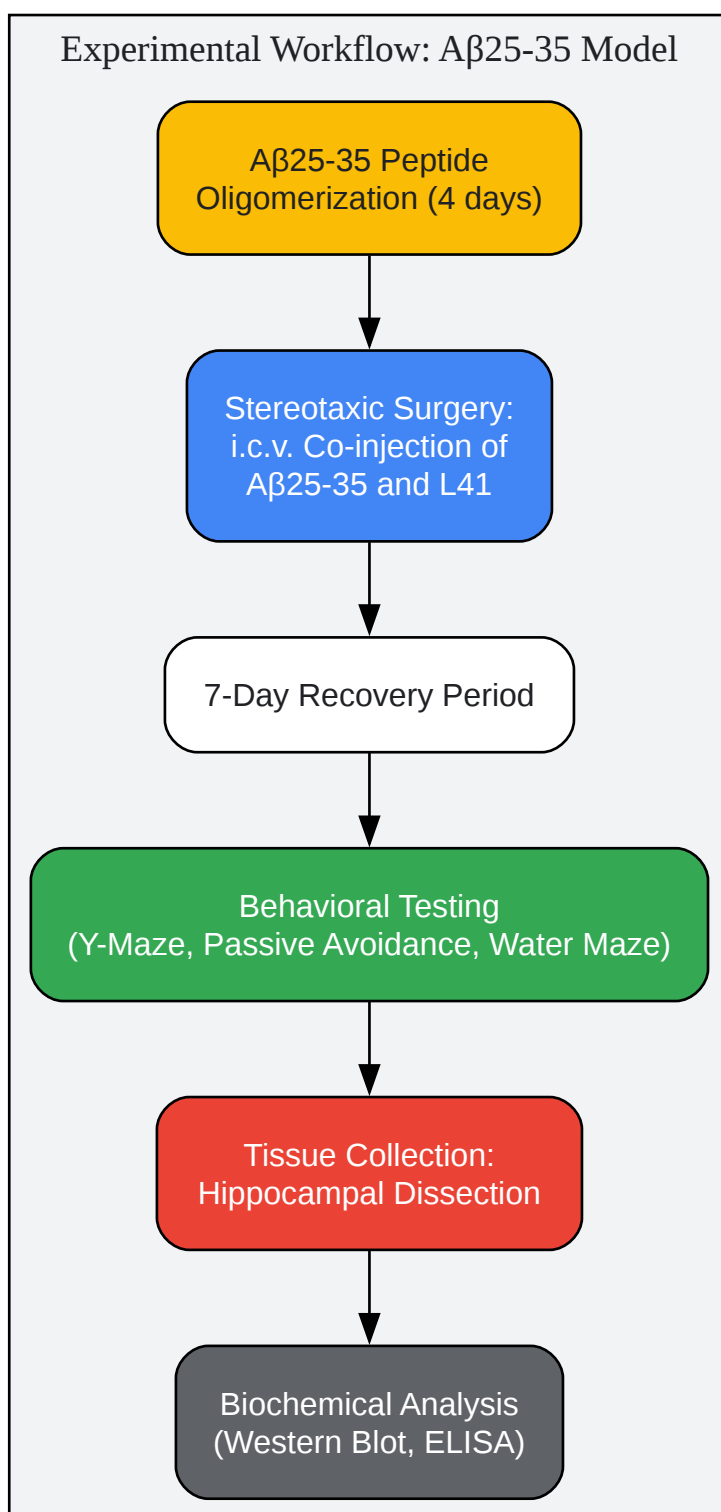 Experimental Workflow: Aβ25-35 Model
Aβ25-35 Peptide
Oligomerization (4 days)
Stereotaxic Surgery:
i.c.v. Co-injection of
Aβ25-35 and L41
7-Day Recovery Period
Behavioral Testing
(Y-Maze, Passive Avoidance, Water Maze)
Tissue Collection:
Hippocampal Dissection
Biochemical Analysis
(Western Blot, ELISA)